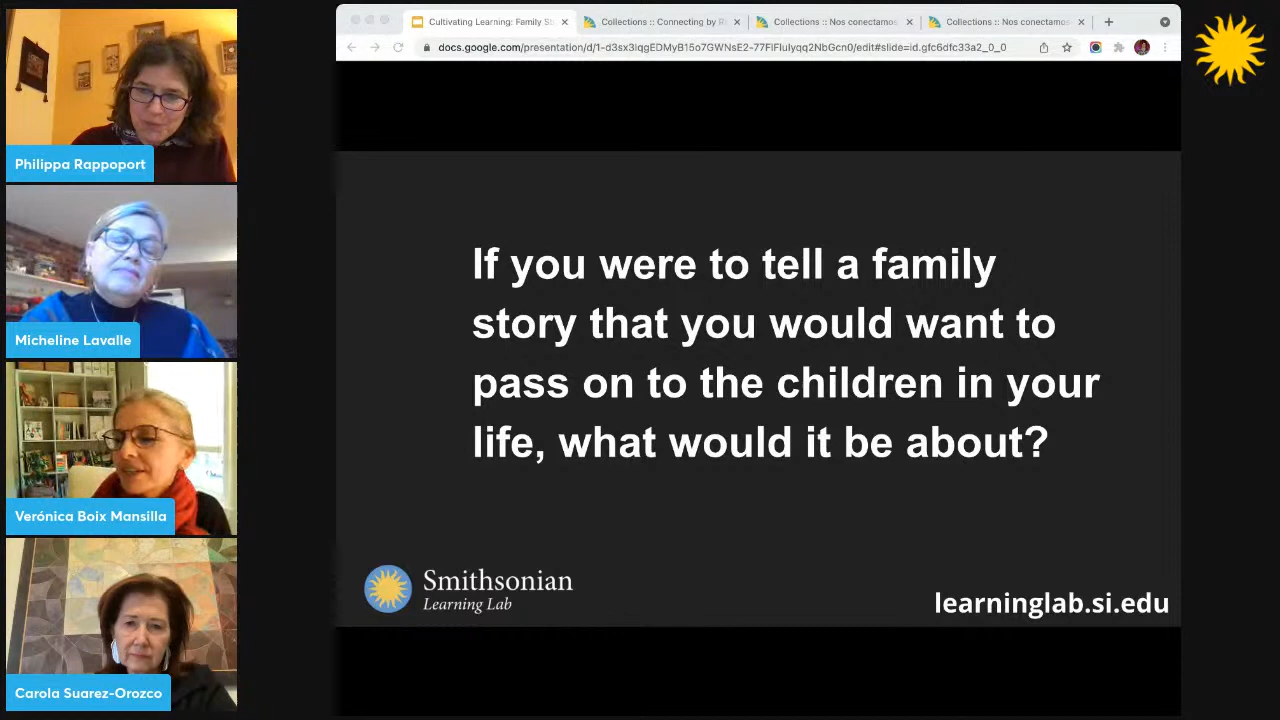 Philippa Rappoport
Micheline Lavalle
Verónica Boix Mansilla
Carola Suarez-Orozco
Cultivating Learning: Family St
Collections :: Connecting by Ri
Collections :: Nos conectamos
Collections :: Nos conectamos
docs.google.com/presentation/d/1-d3sx3iqgEDMyB15o7GWNsE2-77FlFlulyqq2NbGcn0/edit#slide=id.gfc6dfc33a2_0_0
If you were to tell a family
story that you would want to
pass on to the children in your
life, what would it be about?
Smithsonian
Learning Lab
learninglab.si.edu